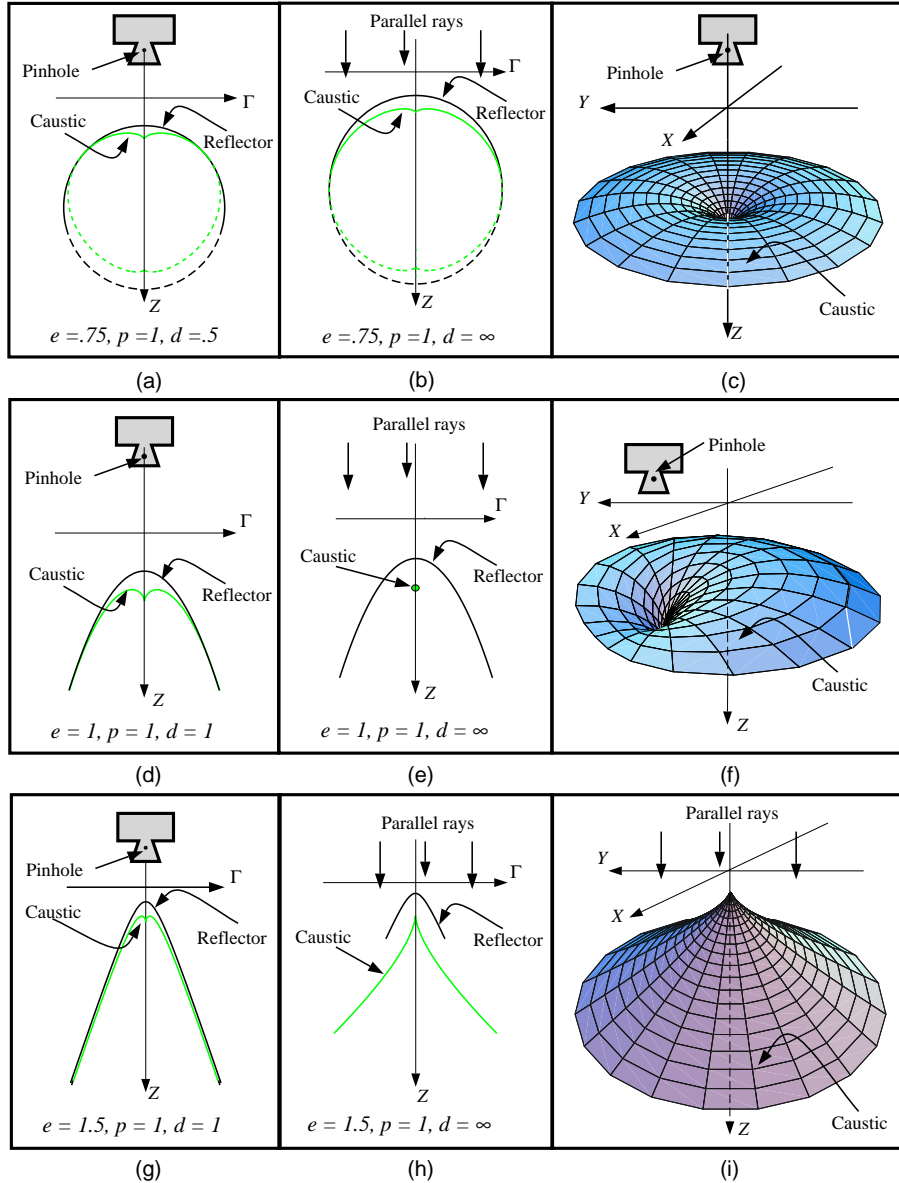 Pinhole
Γ
Caustic
Reflector
Z
e =.75, p =1, d =.5
(a)
Parallel rays
Γ
Caustic
Reflector
Z
e =.75, p =1, d = ∞
(b)
Pinhole
Y
X
Caustic
Z
(c)
Pinhole
Γ
Caustic
Reflector
Z
e = 1, p = 1, d = 1
(d)
Parallel rays
Γ
Caustic
Reflector
Z
e = 1, p = 1, d = ∞
(e)
Pinhole
Y
X
Caustic
Z
(f)
Pinhole
Γ
Caustic
Reflector
Z
e = 1.5, p = 1, d = 1
(g)
Parallel rays
Γ
Reflector
Caustic
Z
e = 1.5, p = 1, d = ∞
(h)
Parallel rays
Y
X
Caustic
Z
(i)